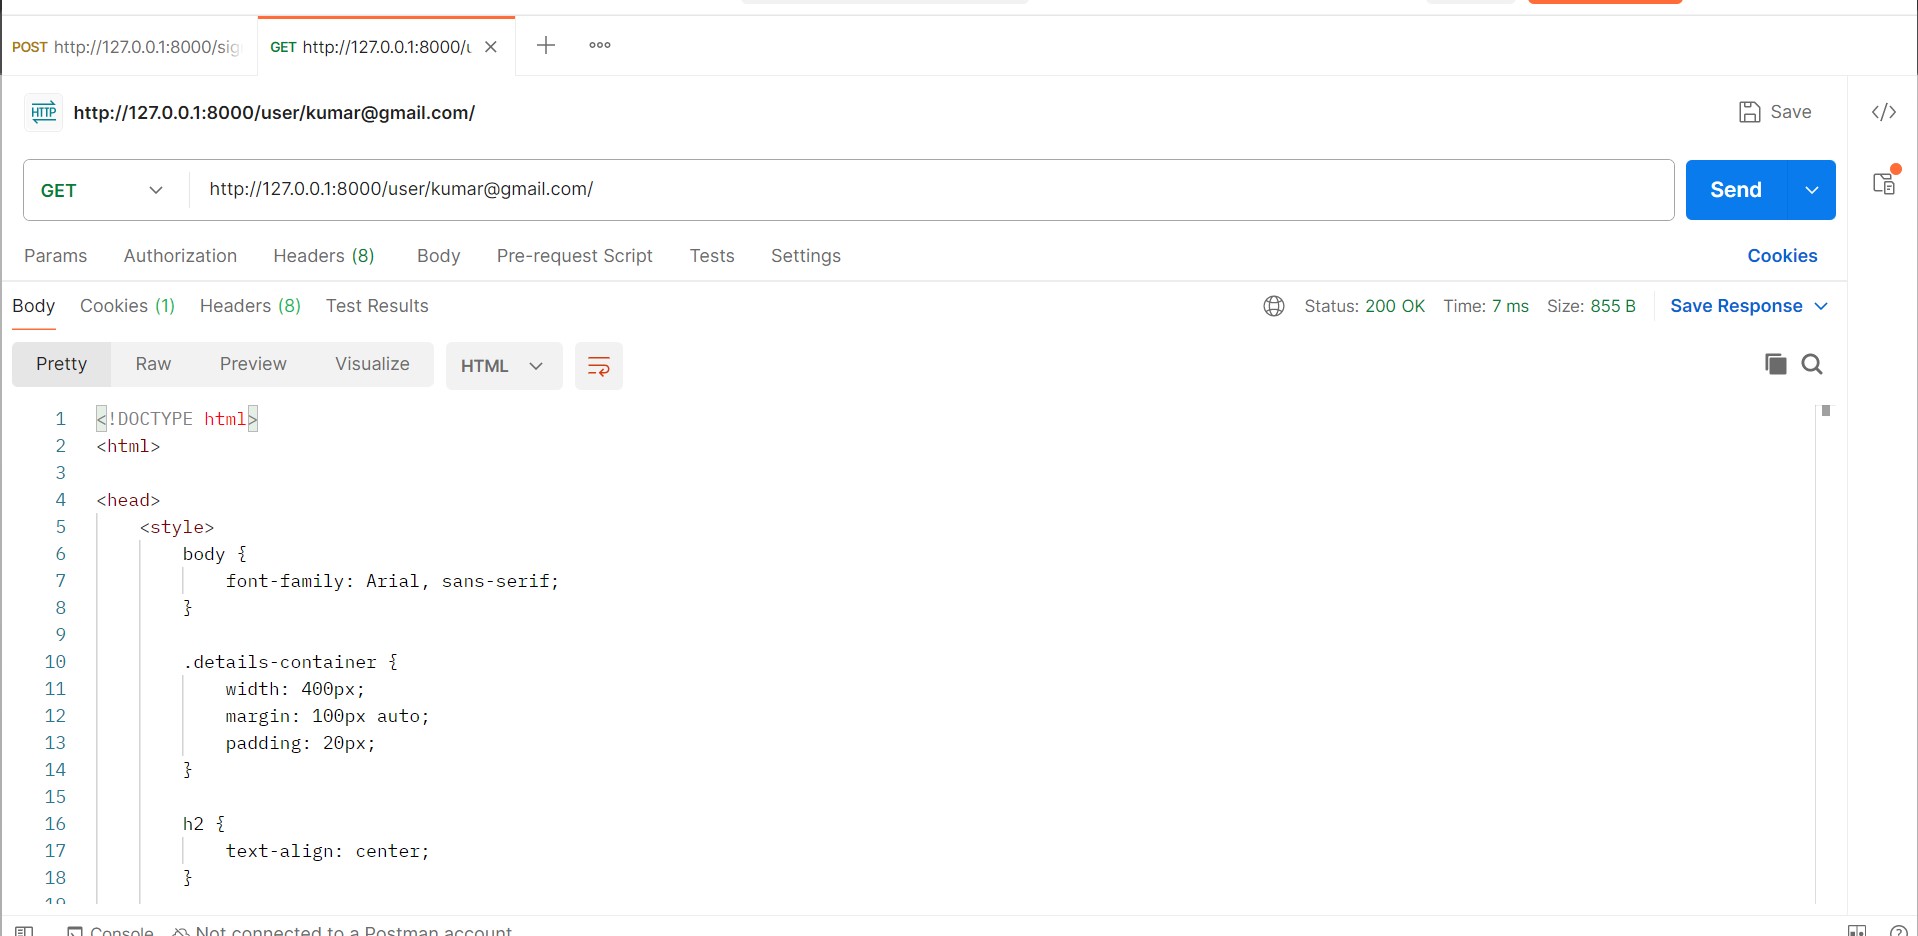 POST http://127.0.0.1:8000/sig
GET http://127.0.0.1:8000/u
HTTP http://127.0.0.1:8000/user/kumar@gmail.com/
Save
GET http://127.0.0.1:8000/user/kumar@gmail.com/
Send
Params Authorization Headers (8) Body Pre-request Script Tests Settings Cookies
Body Cookies (1) Headers (8) Test Results Status: 200 OK Time: 7 ms Size: 855 B Save Response
Pretty Raw Preview Visualize HTML
1 <!DOCTYPE html>
2 <html>
3
4 <head>
5 <style>
6 body {
7 font-family: Arial, sans-serif;
8 }
9
10 .details-container {
11 width: 400px;
12 margin: 100px auto;
13 padding: 20px;
14 }
15
16 h2 {
17 text-align: center;
18 }
19
Console Not connected to a Postman account